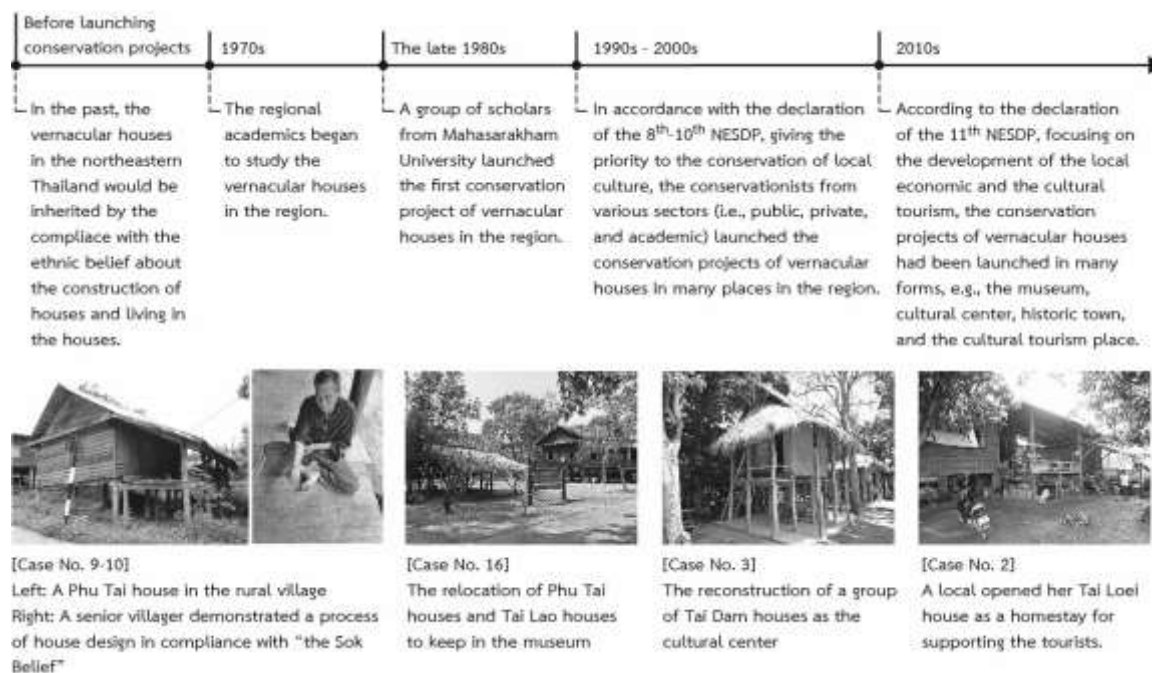 Before launching
conservation projects
1970s
The late 1980s
1990s - 2000s
2010s
In the past, the
vernacular houses
in the northeastern
Thailand would be
inherited by the
compliace with the
ethnic belief about
the construction of
houses and living in
the houses.
The regional
academics began
to study the
vernacular houses
in the region.
A group of scholars
from Mahasarakham
University launched
the first conservation
project of vernacular
houses in the region.
In accordance with the declaration
of the 8th-10th NESDP, giving the
priority to the conservation of local
culture, the conservationists from
various sectors (i.e., public, private,
and academic) launched the
conservation projects of vernacular
houses in many places in the region.
According to the declaration
of the 11th NESDP, focusing on
the development of the local
economic and the cultural
tourism, the conservation
projects of vernacular houses
had been launched in many
forms, e.g., the museum,
cultural center, historic town,
and the cultural tourism place.
[Case No. 9-10]
Left: A Phu Tai house in the rural village
Right: A senior villager demonstrated a process
of house design in compliance with "the Sok
Belief"
[Case No. 16]
The relocation of Phu Tai
houses and Tai Lao houses
to keep in the museum
[Case No. 3]
The reconstruction of a group
of Tai Dam houses as the
cultural center
[Case No. 2]
A local opened her Tai Loei
house as a homestay for
supporting the tourists.